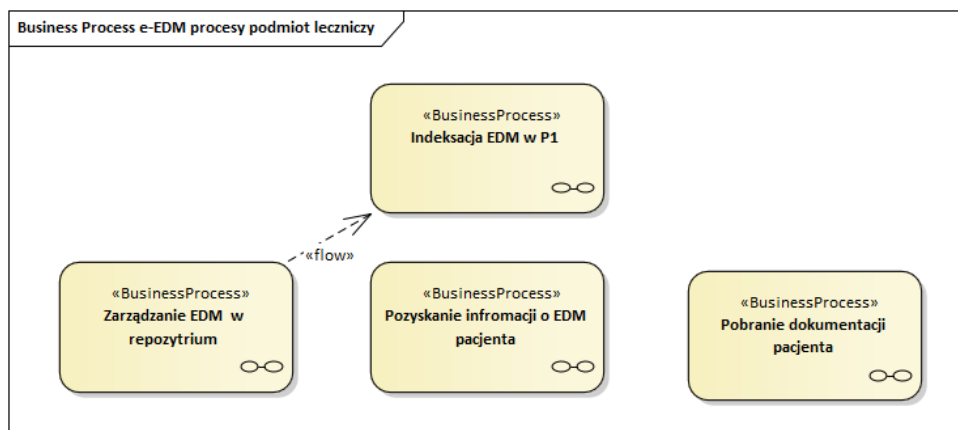 Business Process e-EDM procesy podmiot leczniczy
«BusinessProcess»
Indeksacja EDM w P1
«flow»
«BusinessProcess»
Zarządzanie EDM w
repozytrium
«BusinessProcess»
Pozyskanie infromacji o EDM
pacjenta
«BusinessProcess»
Pobranie dokumentacji
pacjenta